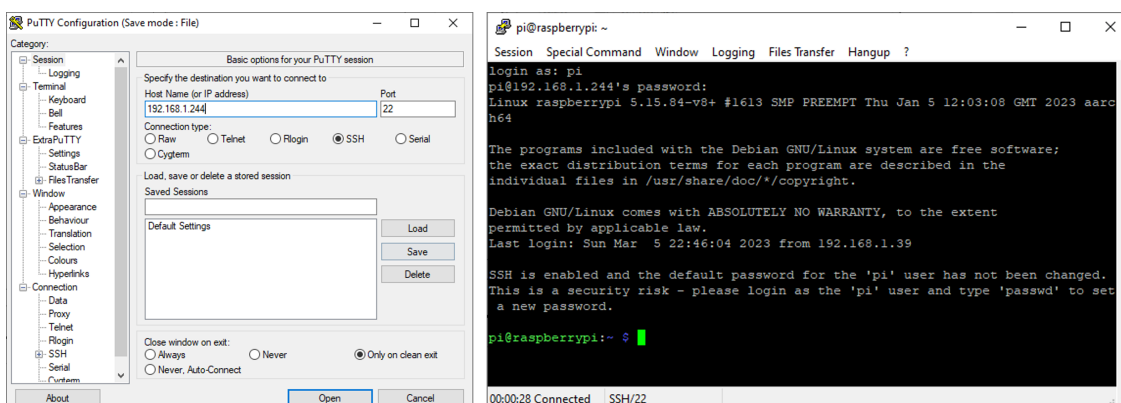 PuTTY Configuration (Save mode : File)
Category:
Session
Logging
Terminal
Keyboard
Bell
Features
ExtraPuTTY
Settings
StatusBar
FilesTransfer
Window
Appearance
Behaviour
Translation
Selection
Colours
Hyperlinks
Connection
Data
Proxy
Telnet
Rlogin
SSH
Serial
Cygterm
About
Basic options for your PuTTY session
Specify the destination you want to connect to
Host Name (or IP address) Port
192.168.1.244 22
Connection type:
Raw Telnet Rlogin SSH Serial
Cygterm
Load, save or delete a stored session
Saved Sessions
Default Settings
Load
Save
Delete
Close window on exit:
Always Never Only on clean exit
Never, Auto-Connect
Open Cancel
pi@raspberrypi: ~
Session Special Command Window Logging Files Transfer Hangup ?
login as: pi
pi@192.168.1.244's password:
Linux raspberrypi 5.15.84-v8+ #1613 SMP PREEMPT Thu Jan 5 12:03:08 GMT 2023 aarc
h64
The programs included with the Debian GNU/Linux system are free software;
the exact distribution terms for each program are described in the
individual files in /usr/share/doc/*/copyright.
Debian GNU/Linux comes with ABSOLUTELY NO WARRANTY, to the extent
permitted by applicable law.
Last login: Sun Mar  5 22:46:04 2023 from 192.168.1.39
SSH is enabled and the default password for the 'pi' user has not been changed.
This is a security risk - please login as the 'pi' user and type 'passwd' to set
a new password.
pi@raspberrypi:~ $
00:00:28 Connected SSH/22